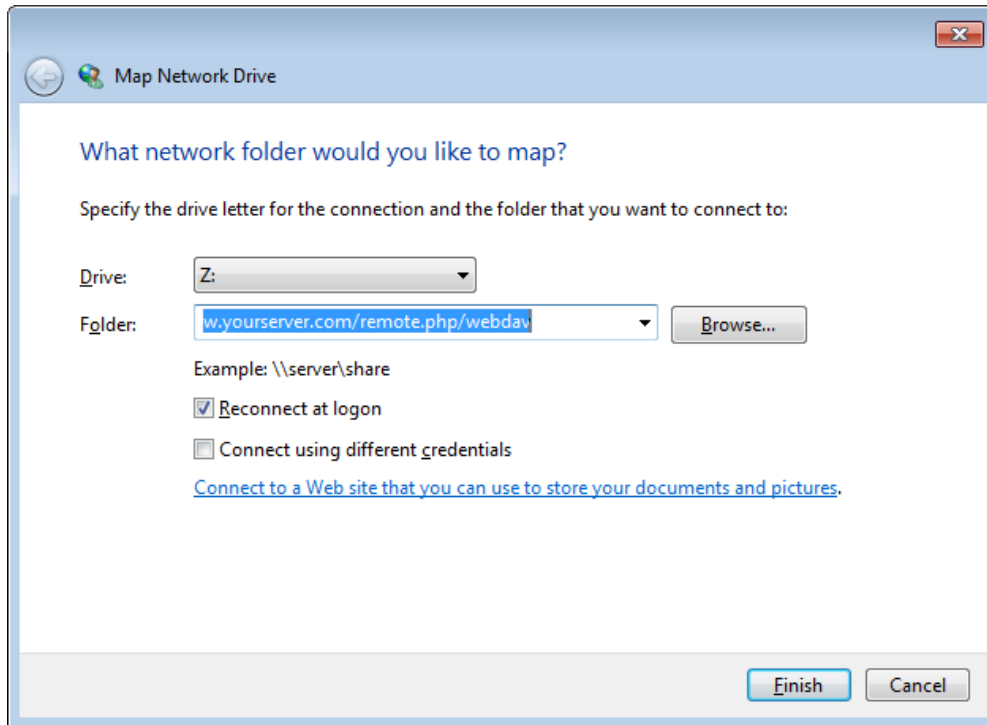 Map Network Drive
What network folder would you like to map?
Specify the drive letter for the connection and the folder that you want to connect to:
Drive: Z:
Folder: w.yourserver.com/remote.php/webdav Browse...
Example: \\server\share
Reconnect at logon
Connect using different credentials
Connect to a Web site that you can use to store your documents and pictures.
Finish Cancel